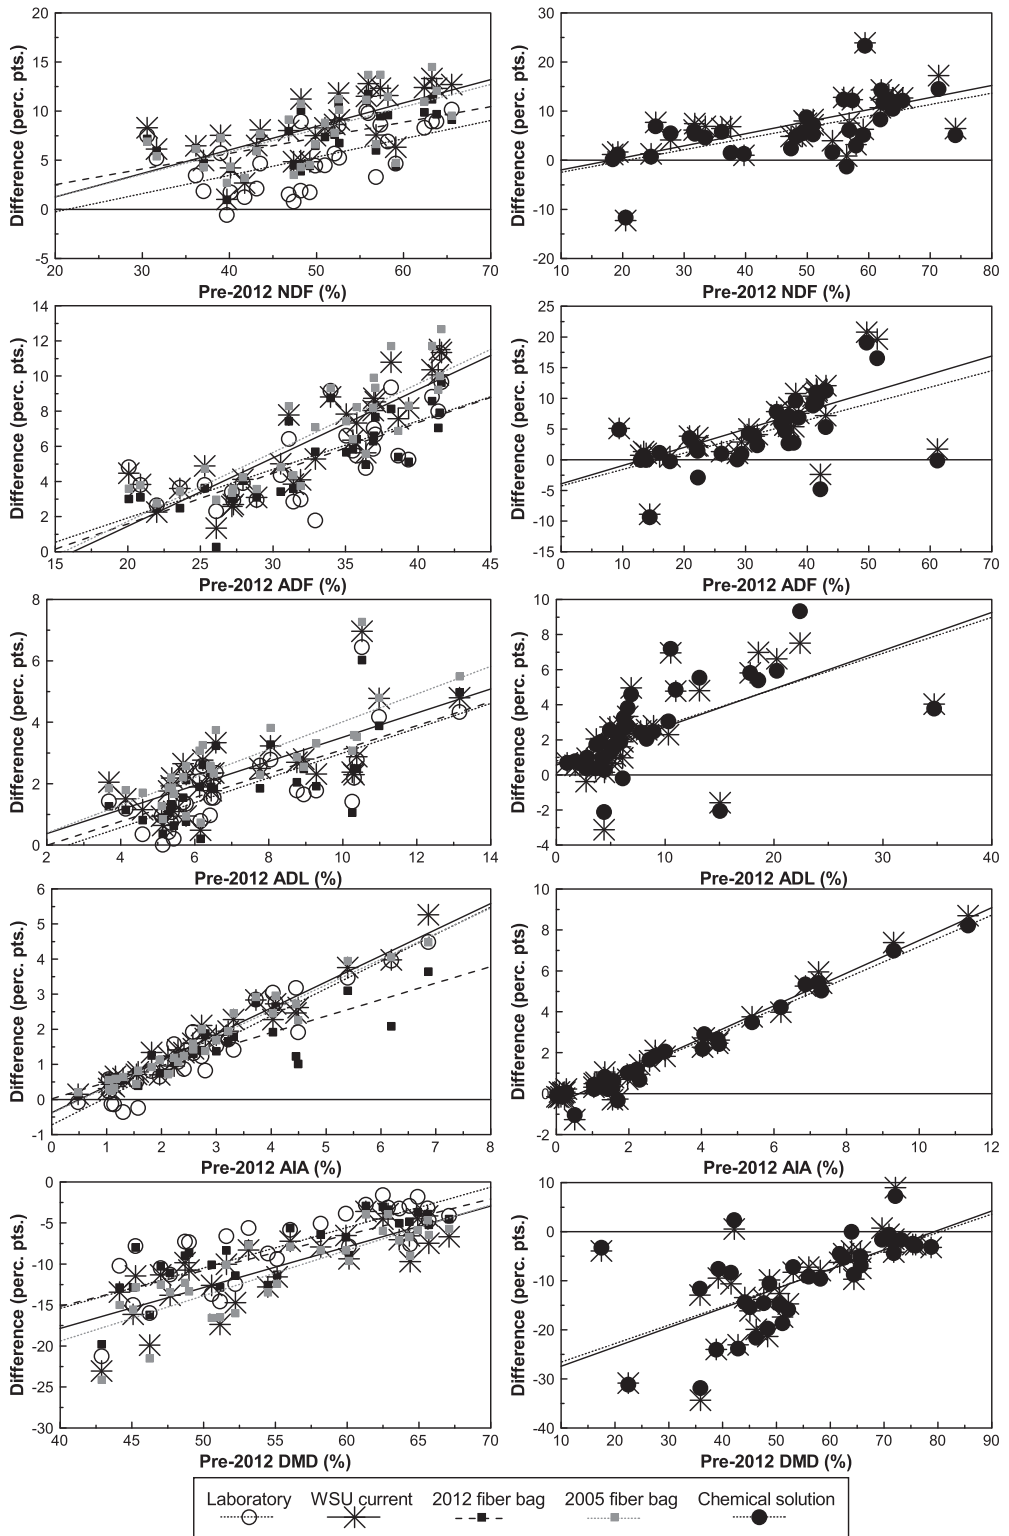 Difference (perc. pts.)
20
15
10
5
0
-5
20 30 40 50 60 70
Pre-2012 NDF (%)
Difference (perc. pts.)
30
20
10
0
-10
-20
10 20 30 40 50 60 70 80
Pre-2012 NDF (%)
Difference (perc. pts.)
14
12
10
8
6
4
2
0
15 20 25 30 35 40 45
Pre-2012 ADF (%)
Difference (perc. pts.)
25
20
15
10
5
0
-5
-10
-15
0 10 20 30 40 50 60 70
Pre-2012 ADF (%)
Difference (perc. pts.)
8
6
4
2
0
2 4 6 8 10 12 14
Pre-2012 ADL (%)
Difference (perc. pts.)
10
8
6
4
2
0
-2
-4
0 10 20 30 40
Pre-2012 ADL (%)
Difference (perc. pts.)
6
5
4
3
2
1
0
-1
0 1 2 3 4 5 6 7 8
Pre-2012 AIA (%)
Difference (perc. pts)
10
8
6
4
2
0
-2
0 2 4 6 8 10 12
Pre-2012 AIA (%)
Difference (perc. pts.)
0
-5
-10
-15
-20
-25
-30
40 45 50 55 60 65 70
Pre-2012 DMD (%)
Difference (perc. pts.)
10
0
-10
-20
-30
-40
10 20 30 40 50 60 70 80 90
Pre-2012 DMD (%)
Laboratory WSU current 2012 fiber bag 2005 fiber bag Chemical solution